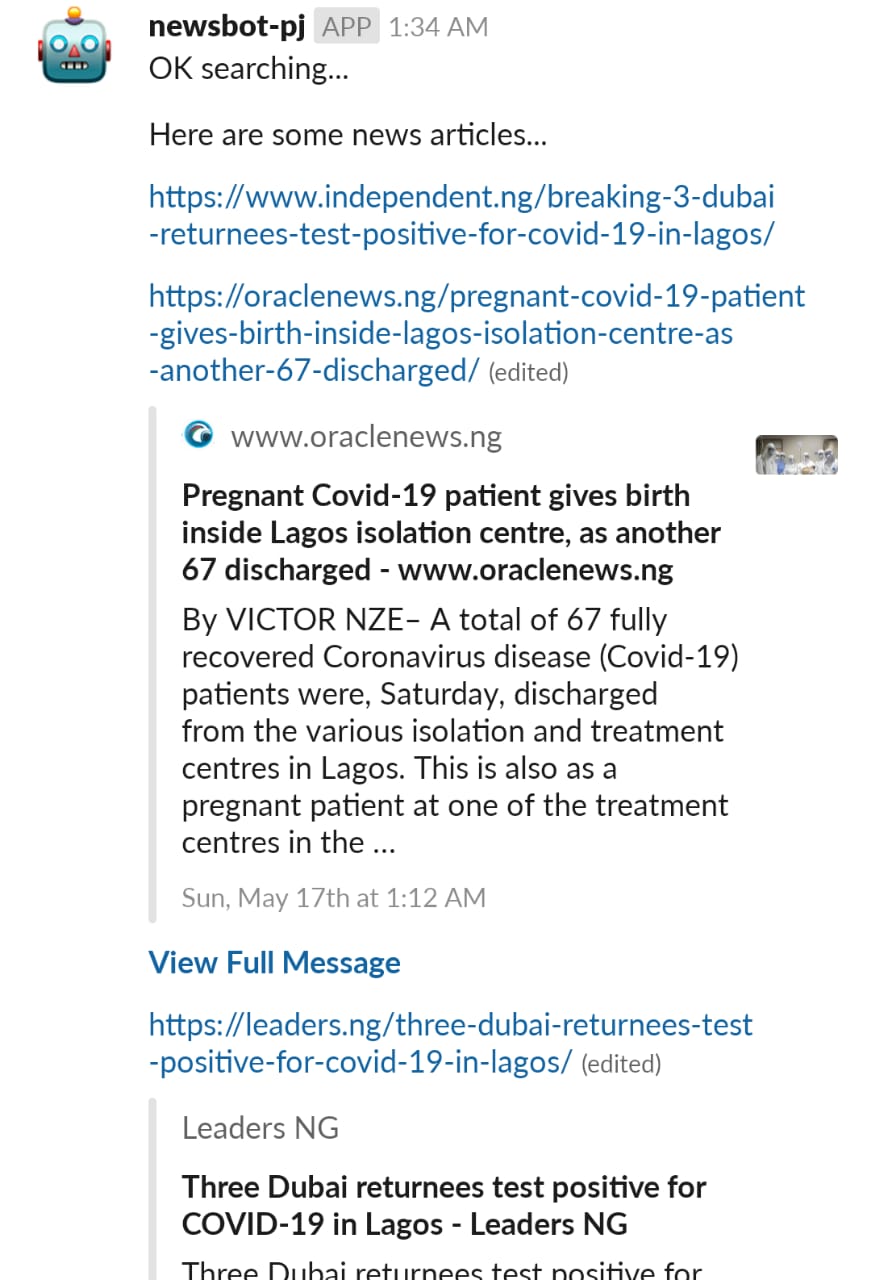 newsbot-pj APP 1:34 AM
OK searching...
Here are some news articles...
https://www.independent.ng/breaking-3-dubai
-returnees-test-positive-for-covid-19-in-lagos/
https://oraclenews.ng/pregnant-covid-19-patient
-gives-birth-inside-lagos-isolation-centre-as
-another-67-discharged/ (edited)
www.oraclenews.ng
Pregnant Covid-19 patient gives birth
inside Lagos isolation centre, as another
67 discharged - www.oraclenews.ng
By VICTOR NZE– A total of 67 fully
recovered Coronavirus disease (Covid-19)
patients were, Saturday, discharged
from the various isolation and treatment
centres in Lagos. This is also as a
pregnant patient at one of the treatment
centres in the ...
Sun, May 17th at 1:12 AM
View Full Message
https://leaders.ng/three-dubai-returnees-test
-positive-for-covid-19-in-lagos/ (edited)
Leaders NG
Three Dubai returnees test positive for
COVID-19 in Lagos - Leaders NG
Three Dubai returnees test positive for